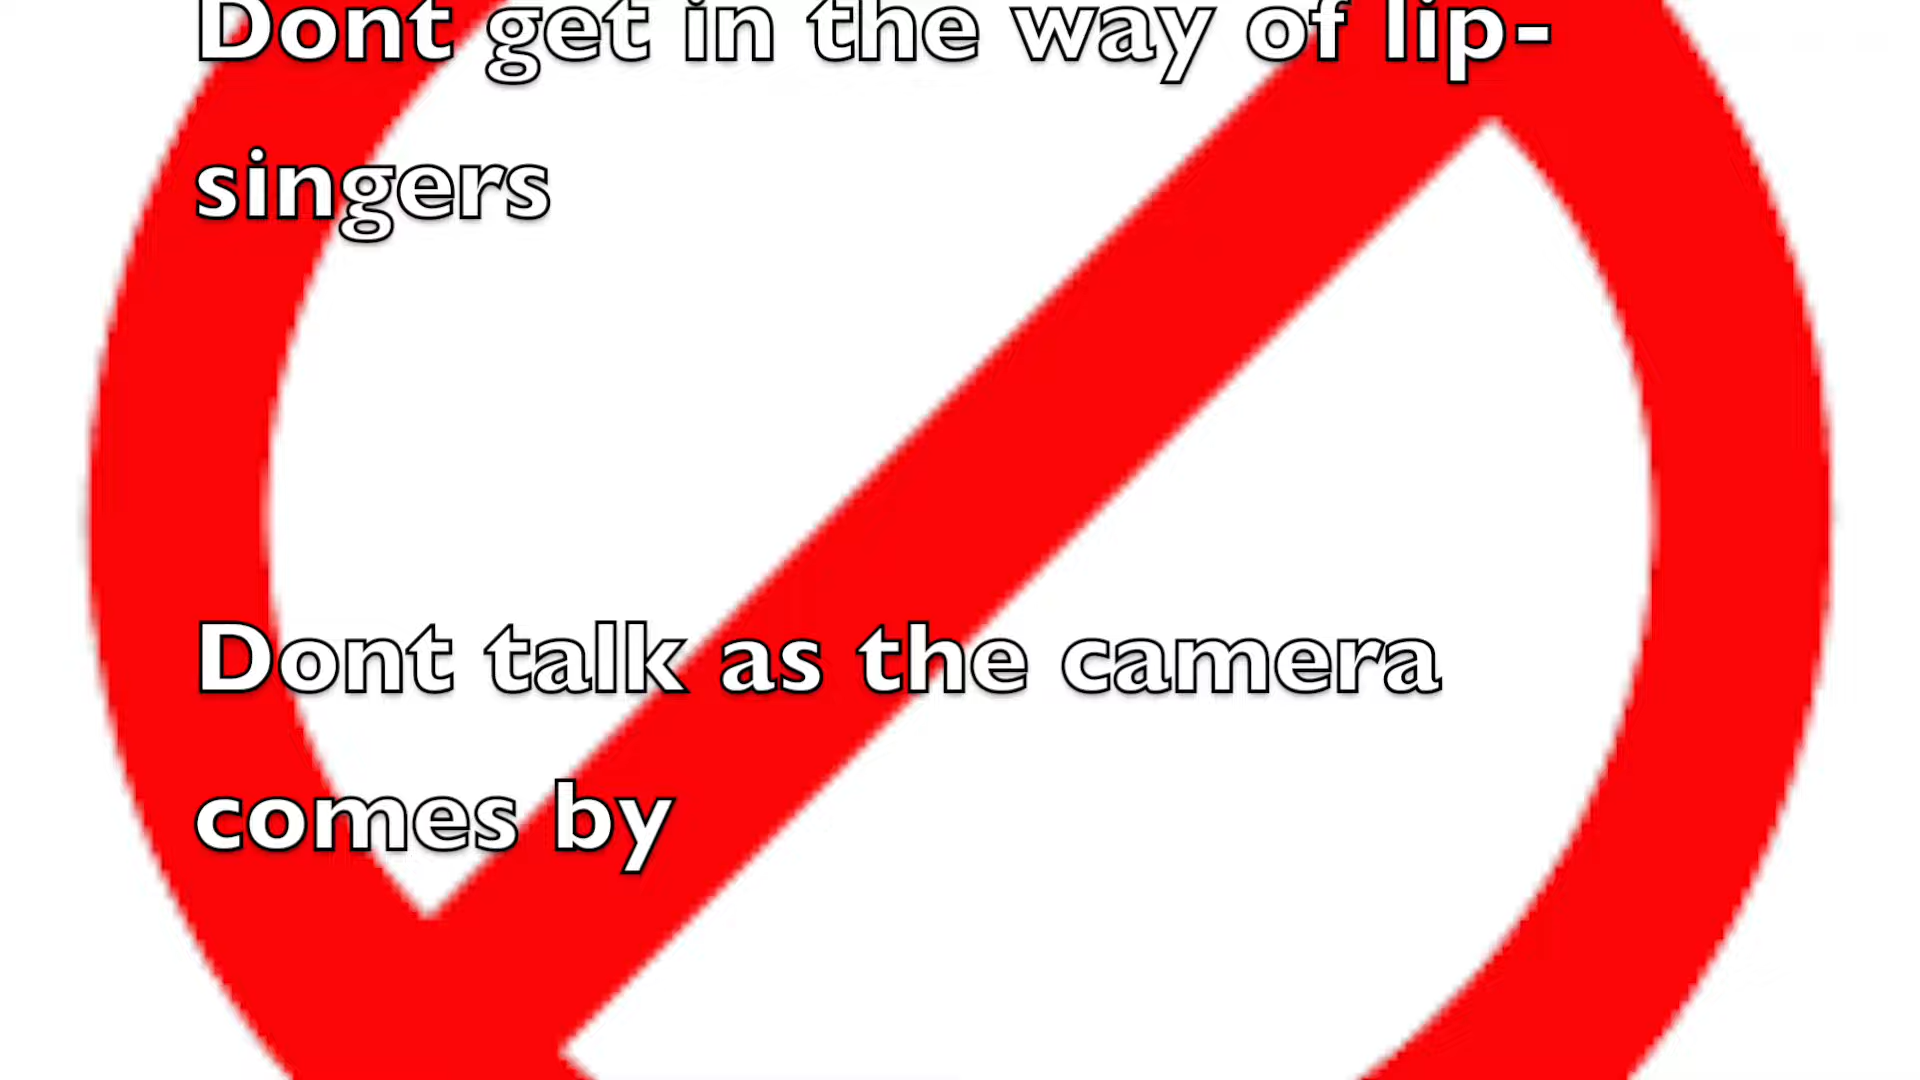 Dont get in the way of lip-
singers
Dont talk as the camera
comes by